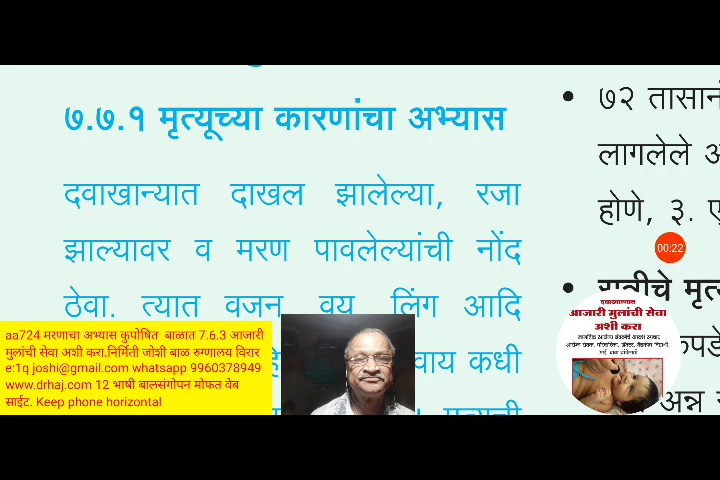 ७.७.१ मृत्यूच्या कारणांचा अभ्यास
दवाखान्यात दाखल झालेल्या, रजा
झाल्यावर व मरण पावलेल्यांची नोंद
ठेवा. त्यात वजन, वय, लिंग आदि
वाय कधी
• ७२ तासानं
लागलेले
होणे, ३.
00:22
• रात्रीचे
दवाखान्यात
आजारी मुलांची सेवा
अशी करा
कपडे
अन्न
aa724 मरणाचा अभ्यास कुपोषित बाळात 7.6.3 आजारी
मुलांची सेवा अशी करा.निर्मिती जोशी बाळ रुग्णालय विरार
e:1q joshi@gmail.com whatsapp 9960378949
www.drhaj.com 12 भाषी बालसंगोपन मोफत वेब
साईट. Keep phone horizontal